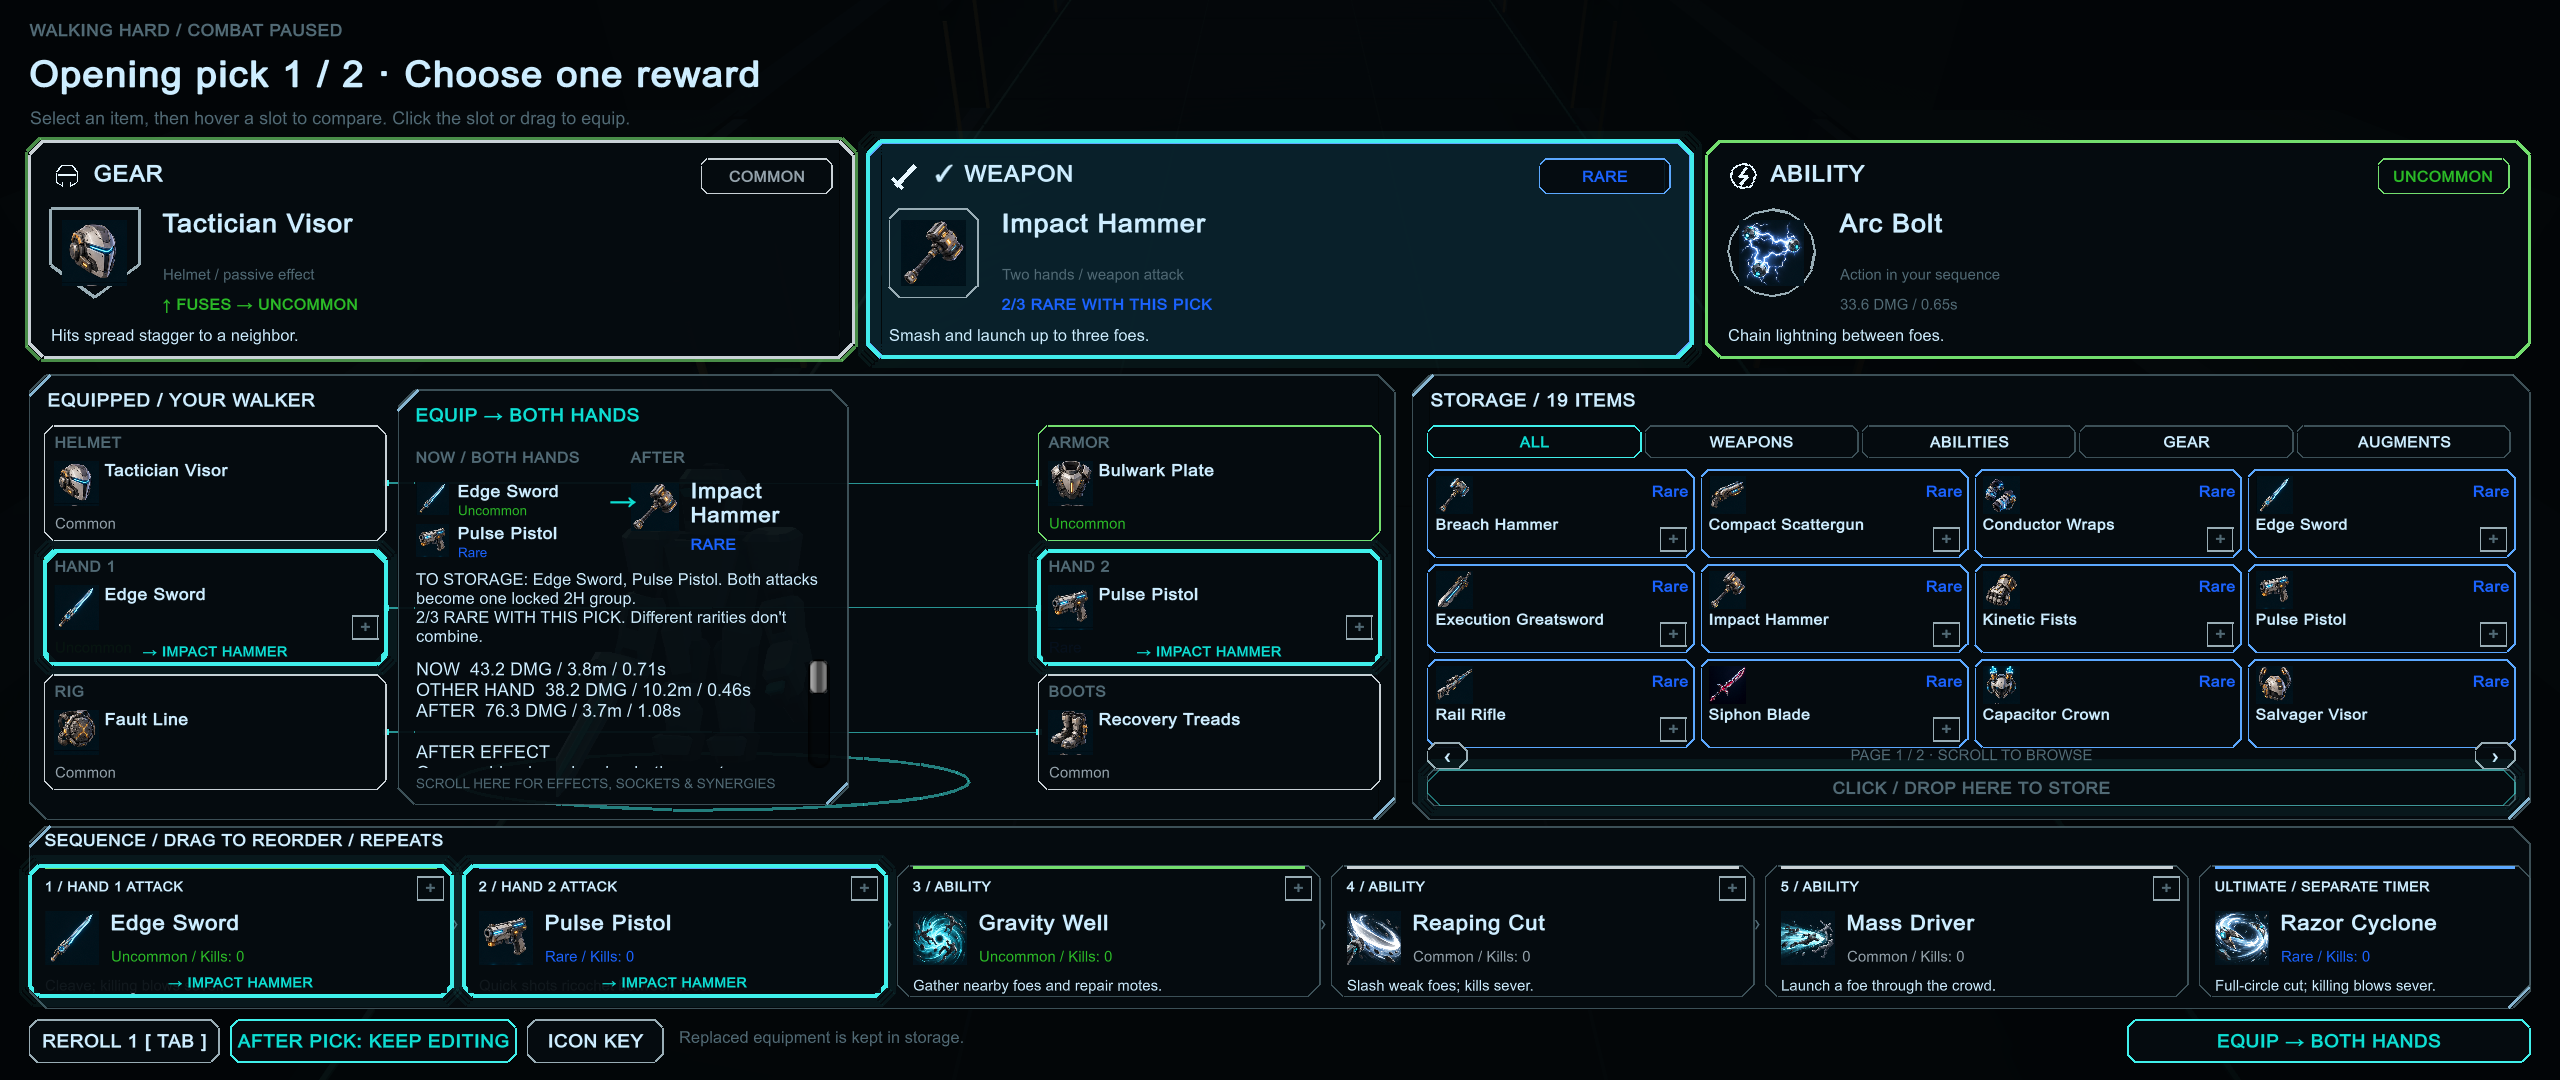 WALKING HARD / COMBAT PAUSED
Opening pick 1 / 2 · Choose one reward
Select an item, then hover a slot to compare. Click the slot or drag to equip.
GEAR
COMMON
Tactician Visor
Helmet / passive effect
↑ FUSES → UNCOMMON
Hits spread stagger to a neighbor.
✓ WEAPON
RARE
Impact Hammer
Two hands / weapon attack
2/3 RARE WITH THIS PICK
Smash and launch up to three foes.
ABILITY
UNCOMMON
Arc Bolt
Action in your sequence
33.6 DMG / 0.65s
Chain lightning between foes.
EQUIPPED / YOUR WALKER
HELMET
Tactician Visor
Common
HAND 1
Edge Sword
+
→ IMPACT HAMMER
RIG
Fault Line
Common
EQUIP → BOTH HANDS
NOW / BOTH HANDS
AFTER
Edge Sword
Uncommon
Pulse Pistol
Rare
→
Impact
Hammer
RARE
TO STORAGE: Edge Sword, Pulse Pistol. Both attacks
become one locked 2H group.
2/3 RARE WITH THIS PICK. Different rarities don't
combine.
NOW 43.2 DMG / 3.8m / 0.71s
OTHER HAND 38.2 DMG / 10.2m / 0.46s
AFTER 76.3 DMG / 3.7m / 1.08s
AFTER EFFECT
SCROLL HERE FOR EFFECTS, SOCKETS & SYNERGIES
ARMOR
Bulwark Plate
Uncommon
HAND 2
Pulse Pistol
+
→ IMPACT HAMMER
BOOTS
Recovery Treads
Common
STORAGE / 19 ITEMS
ALL
WEAPONS
ABILITIES
GEAR
AUGMENTS
Rare
Breach Hammer
+
Rare
Compact Scattergun
+
Rare
Conductor Wraps
+
Rare
Edge Sword
+
Rare
Execution Greatsword
+
Rare
Impact Hammer
+
Rare
Kinetic Fists
+
Rare
Pulse Pistol
+
Rare
Rail Rifle
+
Rare
Siphon Blade
+
Rare
Capacitor Crown
Rare
Salvager Visor
‹
PAGE 1 / 2 · SCROLL TO BROWSE
›
CLICK / DROP HERE TO STORE
SEQUENCE / DRAG TO REORDER / REPEATS
1 / HAND 1 ATTACK
+
Edge Sword
Uncommon / Kills: 0
→ IMPACT HAMMER
2 / HAND 2 ATTACK
+
Pulse Pistol
Rare / Kills: 0
→ IMPACT HAMMER
3 / ABILITY
+
Gravity Well
Uncommon / Kills: 0
Gather nearby foes and repair motes.
4 / ABILITY
+
Reaping Cut
Common / Kills: 0
Slash weak foes; kills sever.
5 / ABILITY
+
Mass Driver
Common / Kills: 0
Launch a foe through the crowd.
ULTIMATE / SEPARATE TIMER
Razor Cyclone
Rare / Kills: 0
Full-circle cut; killing blows sever.
REROLL 1 [ TAB ]
AFTER PICK: KEEP EDITING
ICON KEY
Replaced equipment is kept in storage.
EQUIP → BOTH HANDS